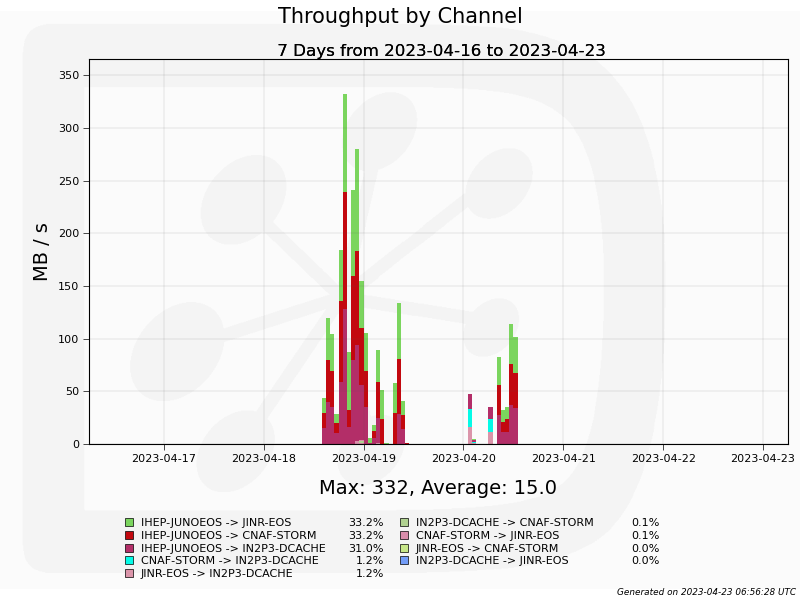 Throughput by Channel
7 Days from 2023-04-16 to 2023-04-23
350
300
250
200
150
100
50
0
MB / s
2023-04-17 2023-04-18 2023-04-19 2023-04-20 2023-04-21 2023-04-22 2023-04-23
Max: 332, Average: 15.0
IHEP-JUNOEOS -> JINR-EOS 33.2% IN2P3-DCACHE -> CNAF-STORM 0.1%
IHEP-JUNOEOS -> CNAF-STORM 33.2% CNAF-STORM -> JINR-EOS 0.1%
IHEP-JUNOEOS -> IN2P3-DCACHE 31.0% JINR-EOS -> CNAF-STORM 0.0%
CNAF-STORM -> IN2P3-DCACHE 1.2% IN2P3-DCACHE -> JINR-EOS 0.0%
JINR-EOS -> IN2P3-DCACHE 1.2%
Generated on 2023-04-23 06:56:28 UTC